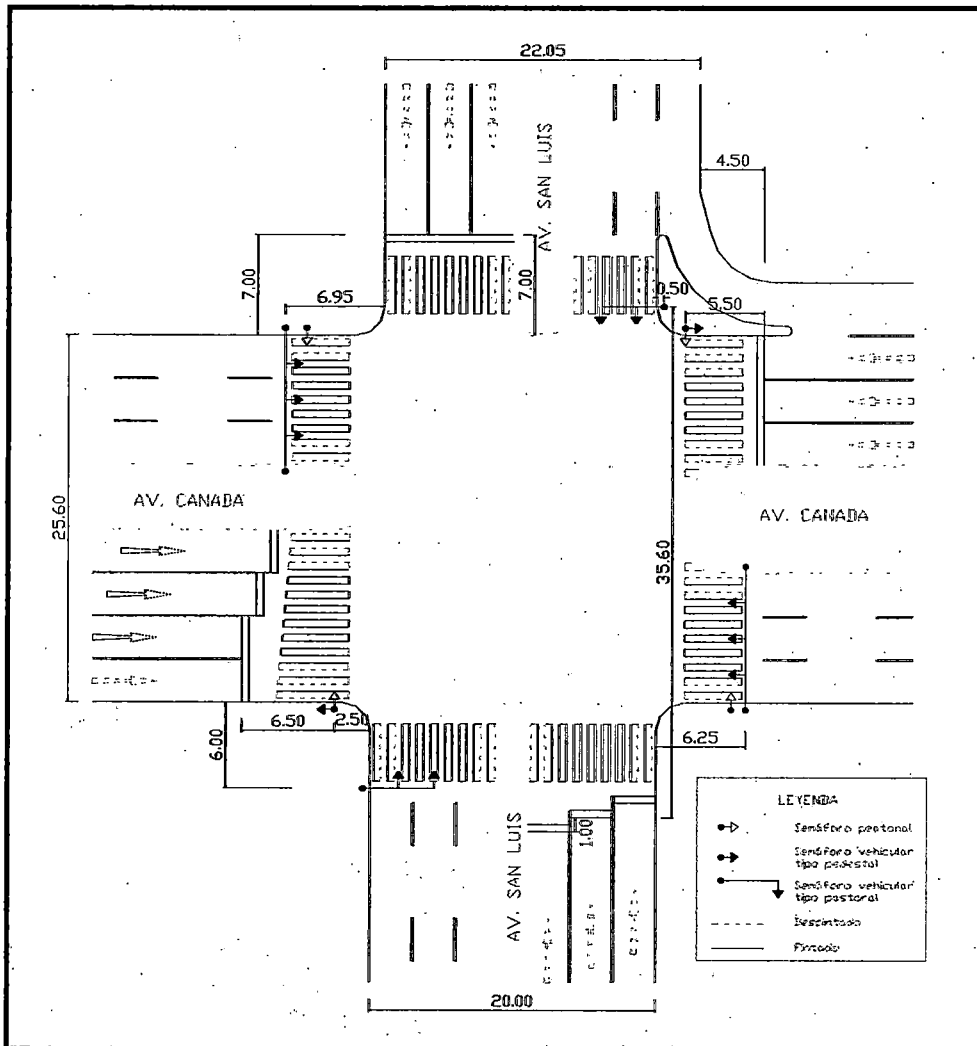 22.05
AV. SAN LUIS
4.50
7.00
6.95
7.00
0.50
5.50
25.60
AV. CANADA
AV. CANADA
35.60
6.50
2.50
6.00
6.25
AV. SAN LUIS
1.00
20.00
LEYENDA
Semáforo peatonal
Semáforo vehicular
tipo pedestal
Semáforo vehicular
tipo pastoral
Despintado
Pintado